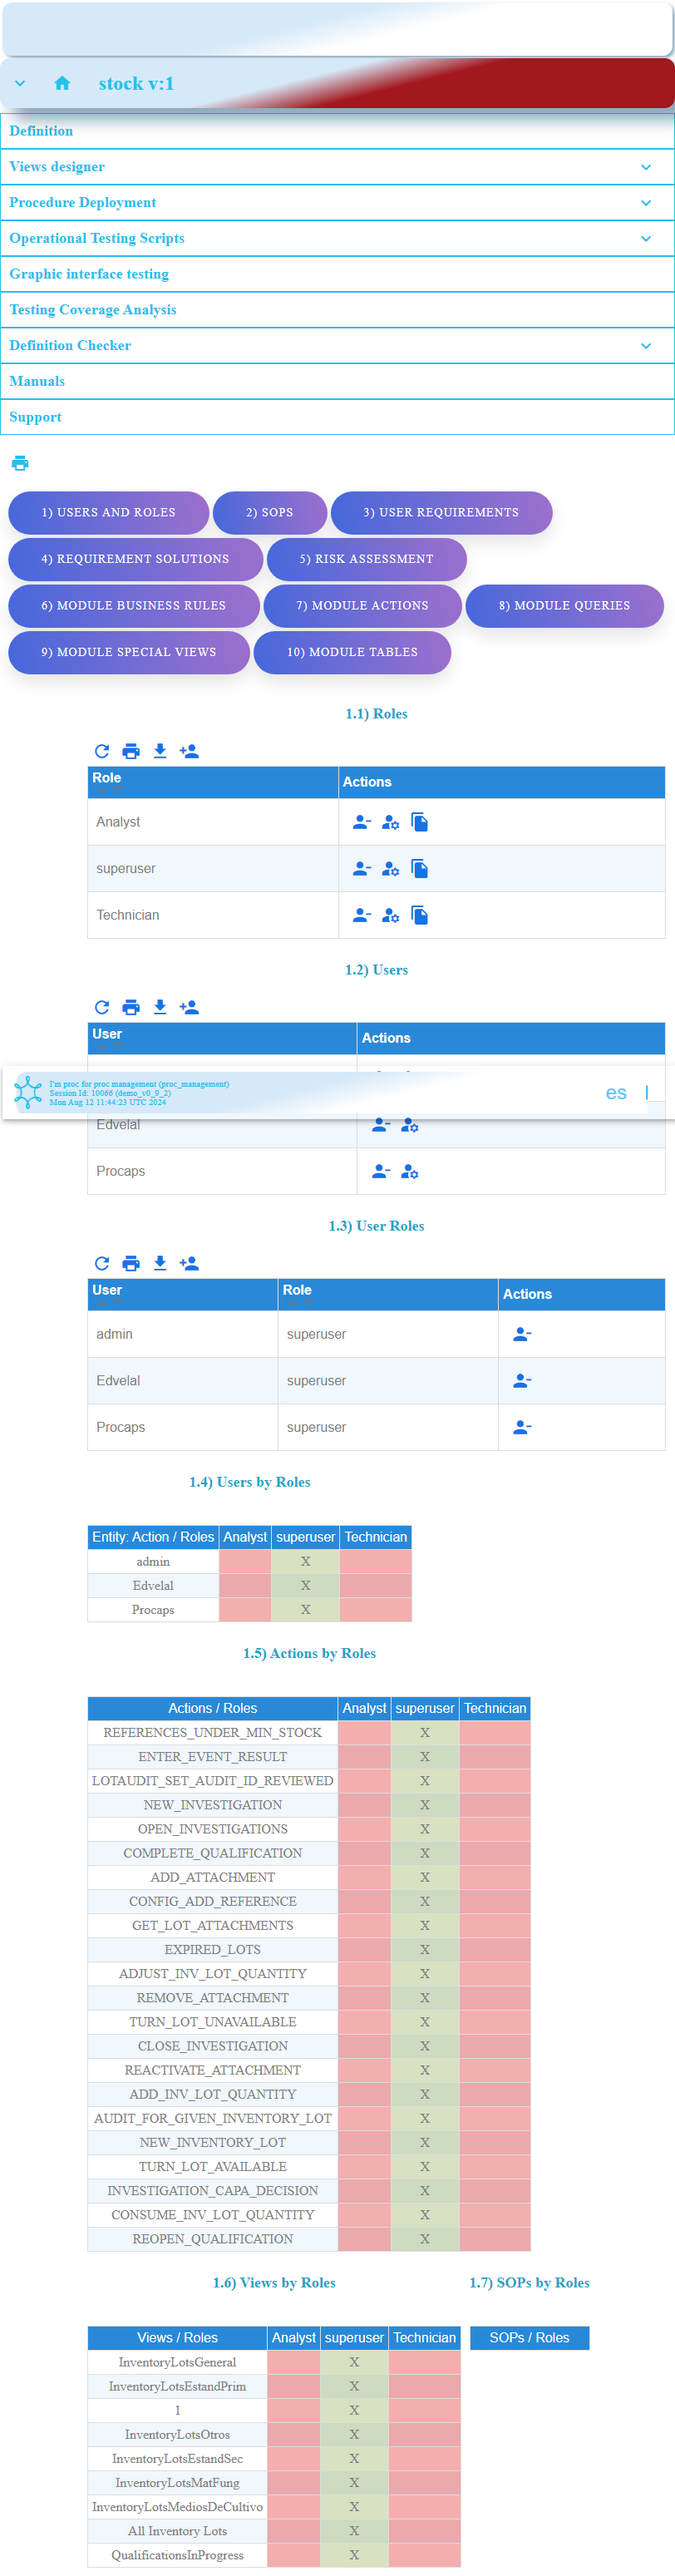 stock v:1
Definition
Views designer
Procedure Deployment
Operational Testing Scripts
Graphic interface testing
Testing Coverage Analysis
Definition Checker
Manuals
Support
1) USERS AND ROLES 2) SOPS 3) USER REQUIREMENTS
4) REQUIREMENT SOLUTIONS 5) RISK ASSESSMENT
6) MODULE BUSINESS RULES 7) MODULE ACTIONS 8) MODULE QUERIES
9) MODULE SPECIAL VIEWS 10) MODULE TABLES
1.1) Roles
Role Actions
Analyst
superuser
Technician
1.2) Users
User Actions
I'm proc for proc management (proc_management)
Session Id: 10066 (demo_v0_9_2)
Mon Aug 12 11:44:23 UTC 2024
es
Edvelal
Procaps
1.3) User Roles
User Role Actions
admin superuser
Edvelal superuser
Procaps superuser
1.4) Users by Roles
Entity: Action / Roles Analyst superuser Technician
admin X
Edvelal X
Procaps X
1.5) Actions by Roles
Actions / Roles Analyst superuser Technician
REFERENCES_UNDER_MIN_STOCK X
ENTER_EVENT_RESULT X
LOTAUDIT_SET_AUDIT_ID_REVIEWED X
NEW_INVESTIGATION X
OPEN_INVESTIGATIONS X
COMPLETE_QUALIFICATION X
ADD_ATTACHMENT X
CONFIG_ADD_REFERENCE X
GET_LOT_ATTACHMENTS X
EXPIRED_LOTS X
ADJUST_INV_LOT_QUANTITY X
REMOVE_ATTACHMENT X
TURN_LOT_UNAVAILABLE X
CLOSE_INVESTIGATION X
REACTIVATE_ATTACHMENT X
ADD_INV_LOT_QUANTITY X
AUDIT_FOR_GIVEN_INVENTORY_LOT X
NEW_INVENTORY_LOT X
TURN_LOT_AVAILABLE X
INVESTIGATION_CAPA_DECISION X
CONSUME_INV_LOT_QUANTITY X
REOPEN_QUALIFICATION X
1.6) Views by Roles 1.7) SOPs by Roles
Views / Roles Analyst superuser Technician SOPs / Roles
InventoryLotsGeneral X
InventoryLotsEstandPrim X
1 X
InventoryLotsOtros X
InventoryLotsEstandSec X
InventoryLotsMatFung X
InventoryLotsMediosDeCultivo X
All Inventory Lots X
QualificationsInProgress X